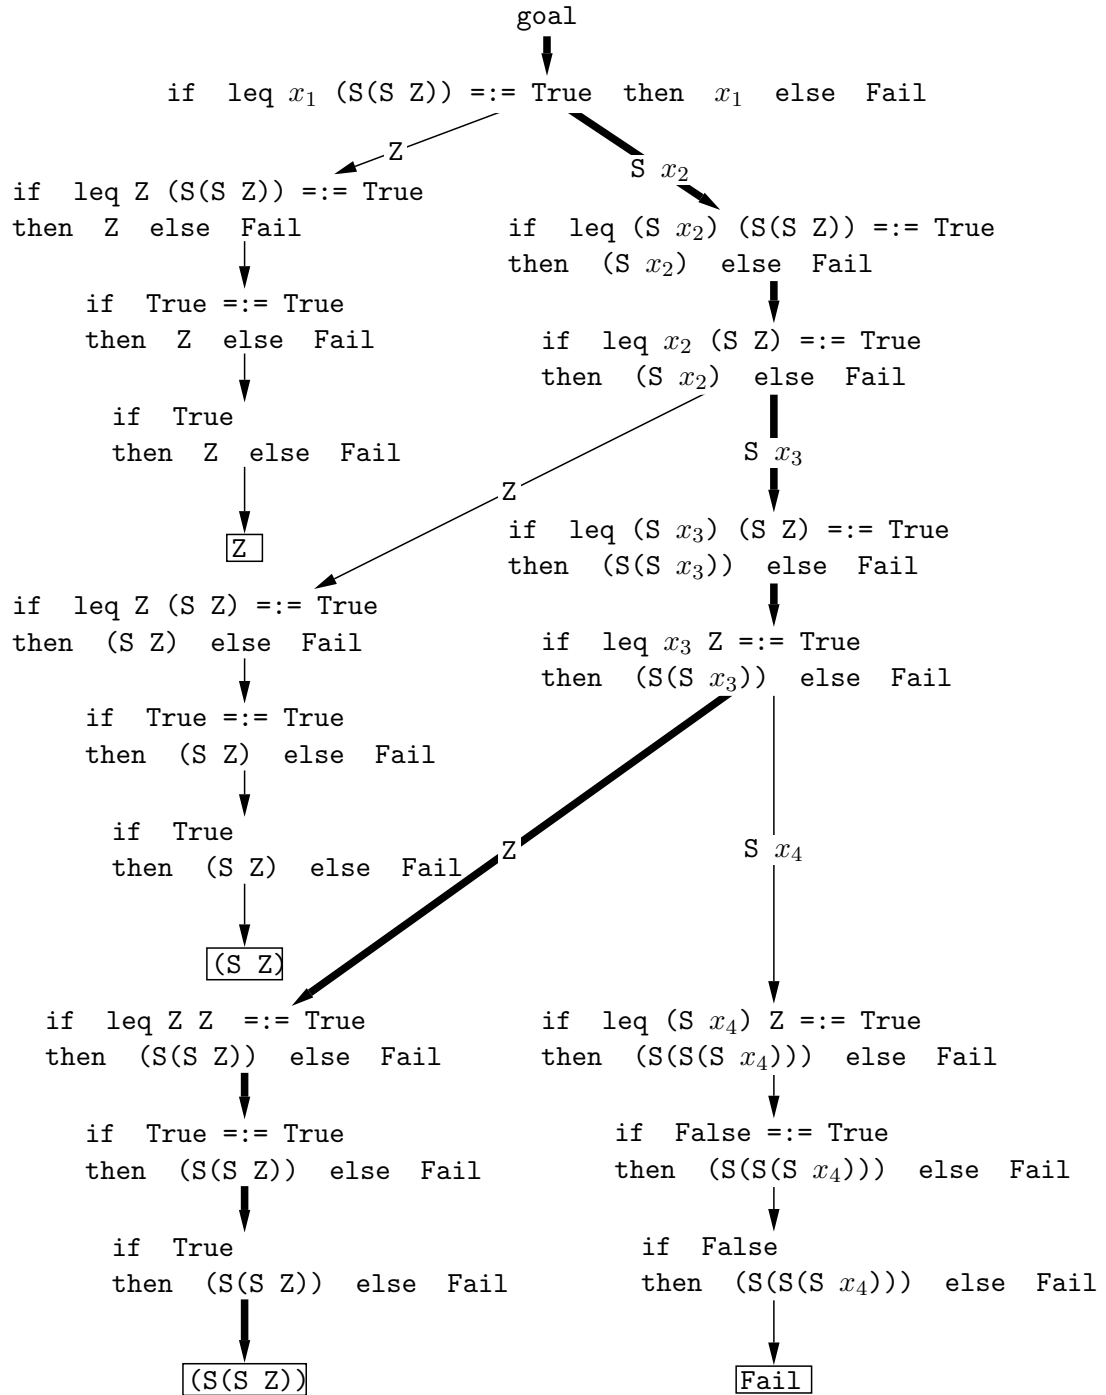 goal
if leq x1 (S(S Z)) =:= True then x1 else Fail
Z
S x2
if leq Z (S(S Z)) =:= True
then Z else Fail
if leq (S x2) (S(S Z)) =:= True
then (S x2) else Fail
if True =:= True
then Z else Fail
if leq x2 (S Z) =:= True
then (S x2) else Fail
if True
then Z else Fail
S x3
Z
Z
if leq (S x3) (S Z) =:= True
then (S(S x3)) else Fail
if leq Z (S Z) =:= True
then (S Z) else Fail
if leq x3 Z =:= True
then (S(S x3)) else Fail
if True =:= True
then (S Z) else Fail
if True
then (S Z) else Fail
Z
S x4
(S Z)
if leq Z Z =:= True
then (S(S Z)) else Fail
if leq (S x4) Z =:= True
then (S(S(S x4))) else Fail
if True =:= True
then (S(S Z)) else Fail
if False =:= True
then (S(S(S x4))) else Fail
if True
then (S(S Z)) else Fail
if False
then (S(S(S x4))) else Fail
(S(S Z))
Fail